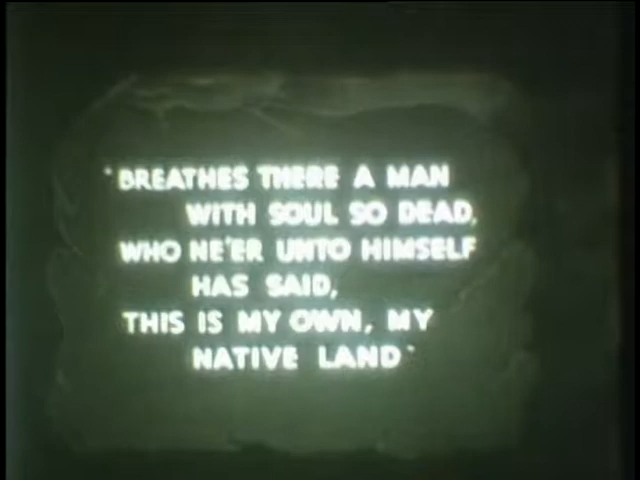 "BREATHES THERE A MAN
WITH SOUL SO DEAD,
WHO NE'ER UNTO HIMSELF
HAS SAID,
THIS IS MY OWN, MY
NATIVE LAND"